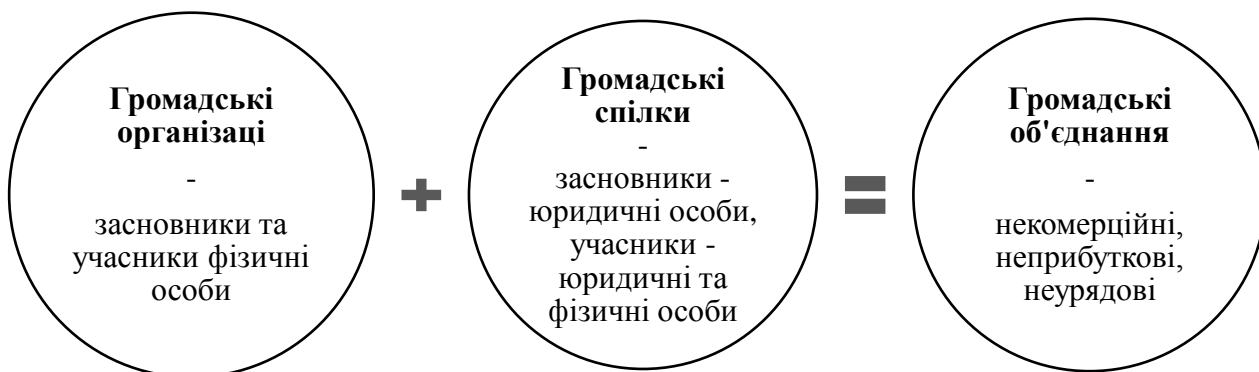 Громадські
організаці
-
засновники та
учасники фізичні
особи
+
Громадські
спілки
-
засновники -
юридичні особи,
учасники -
юридичні та
фізичні особи
=
Громадські
об'єднання
-
некомерційні,
неприбуткові,
неурядові